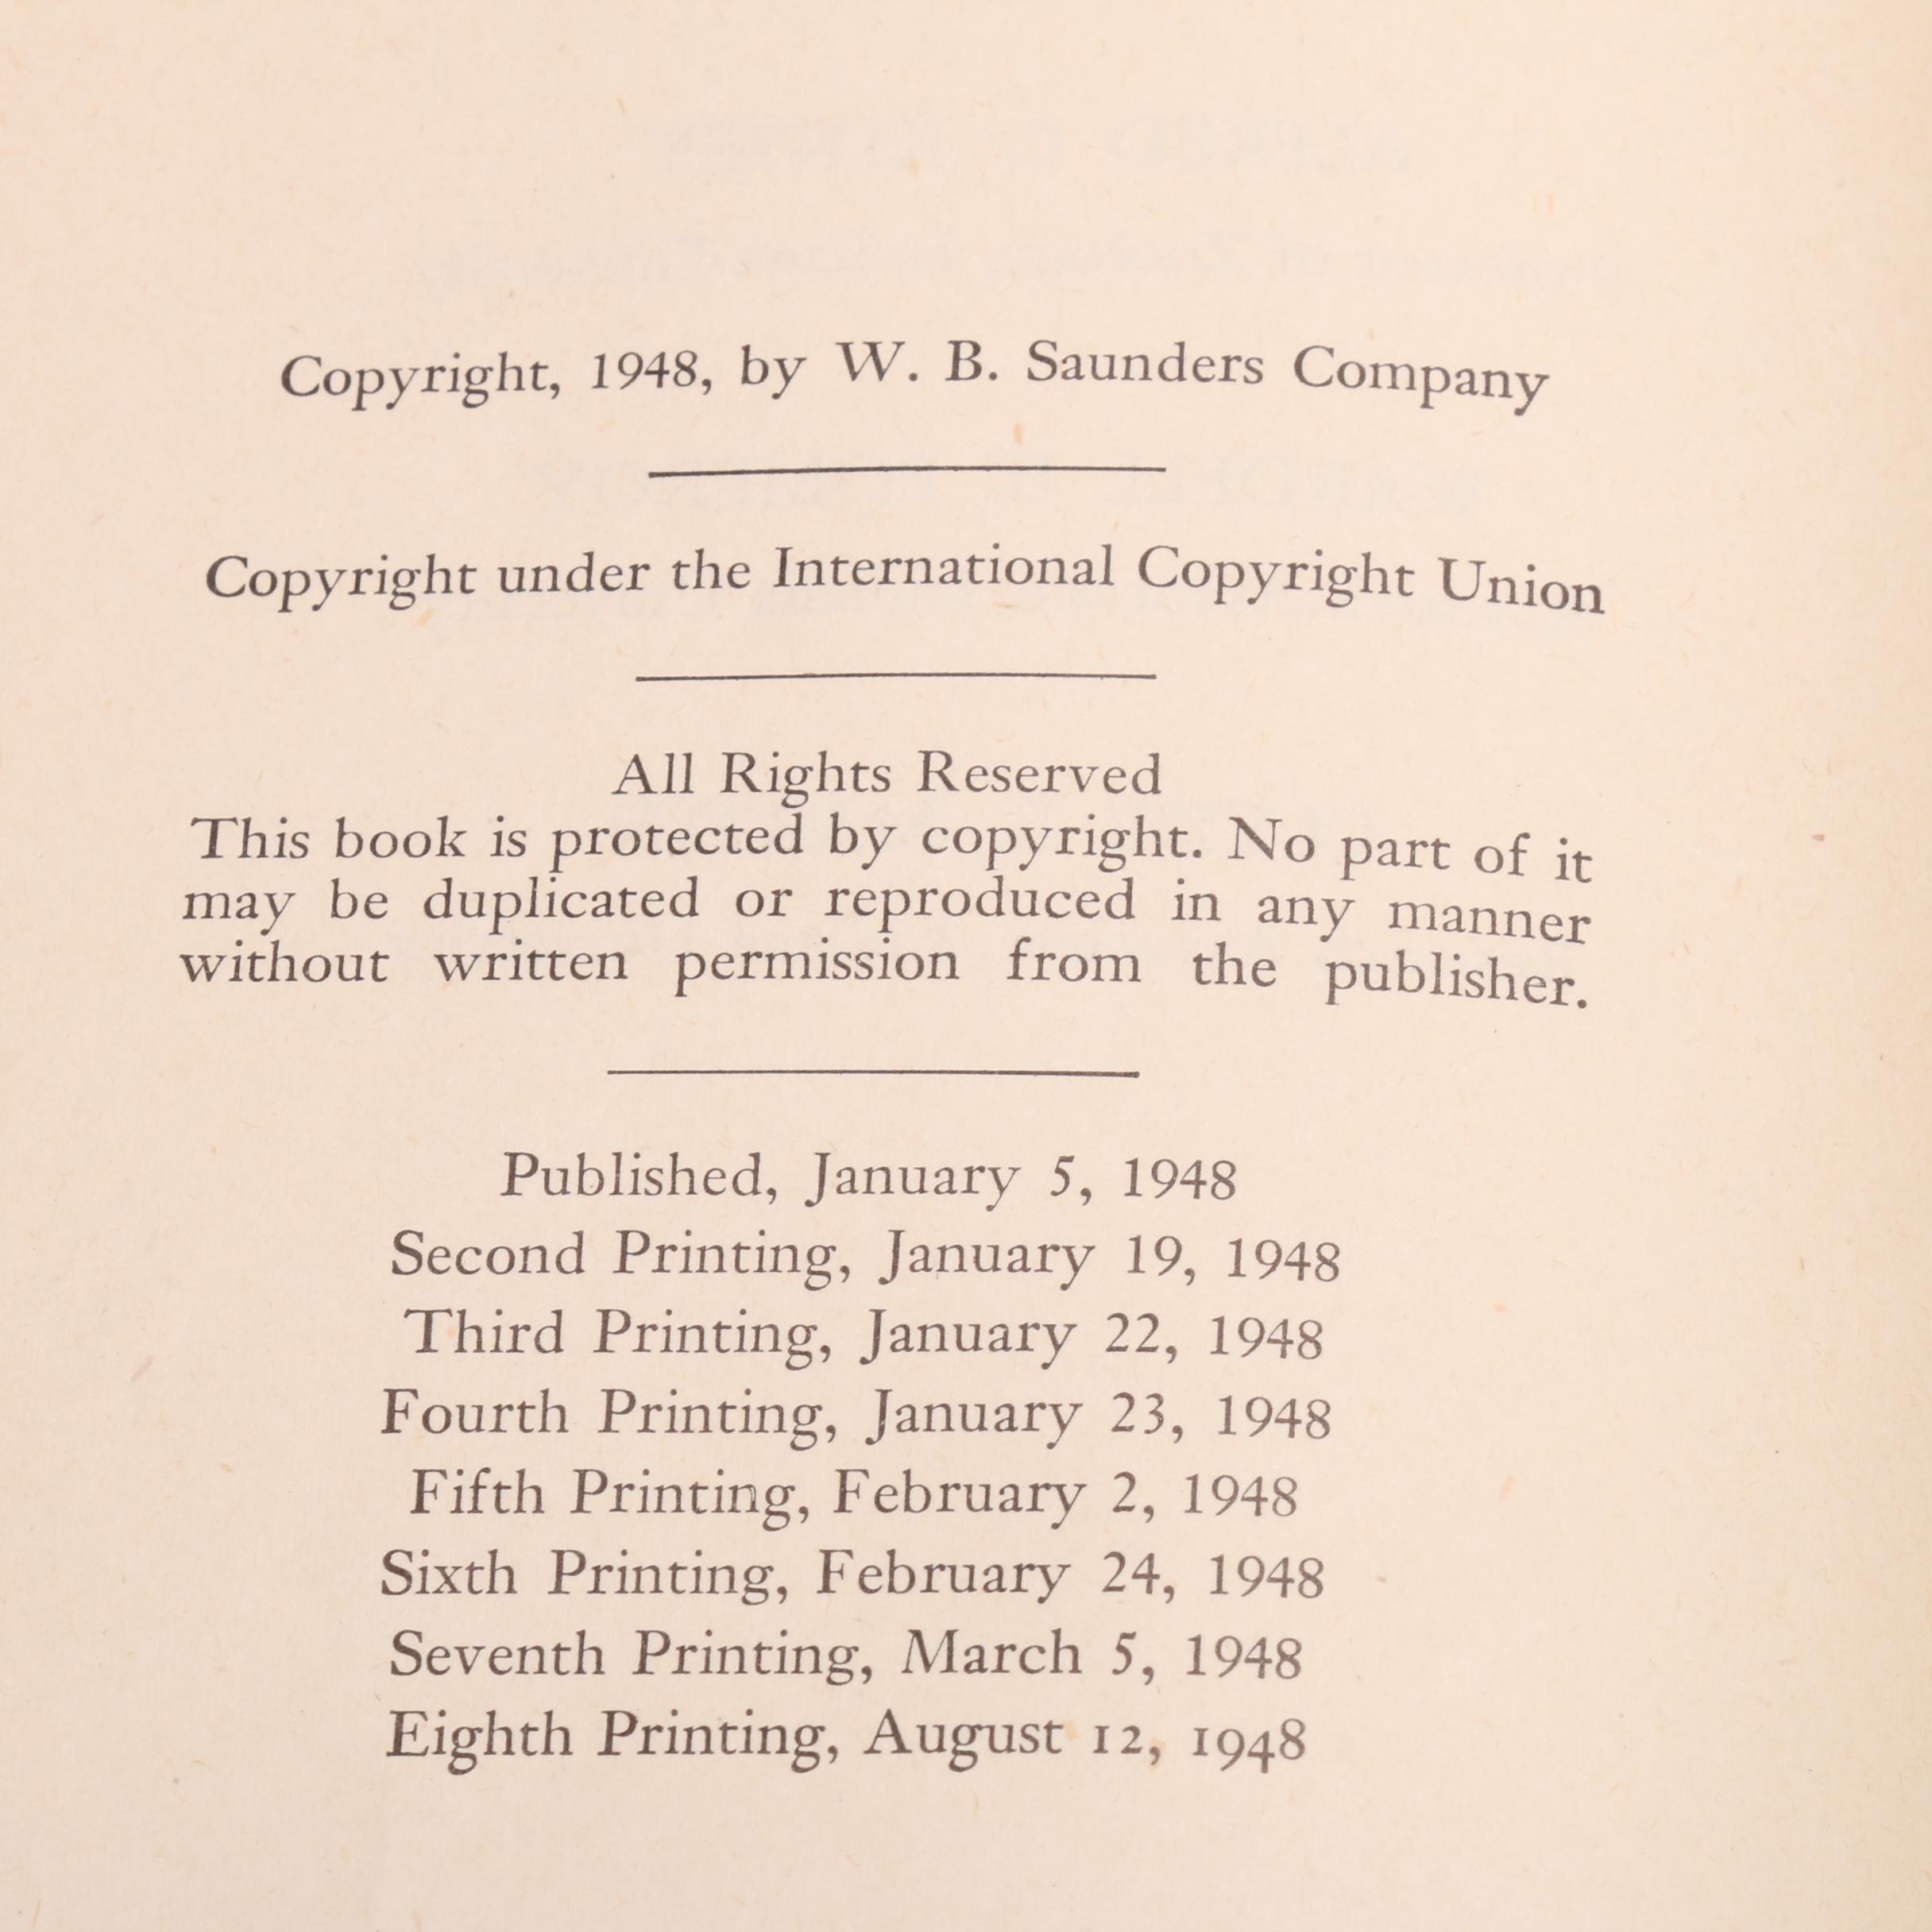 Copyright, 1948, by W. B. Saunders Company
Copyright under the International Copyright Union
All Rights Reserved
This book is protected by copyright. No part of it
may be duplicated or reproduced in any manner
without written permission from the publisher.
Published, January 5, 1948
Second Printing, January 19, 1948
Third Printing, January 22, 1948
Fourth Printing, January 23, 1948
Fifth Printing, February 2, 1948
Sixth Printing, February 24, 1948
Seventh Printing, March 5, 1948
Eighth Printing, August 12, 1948